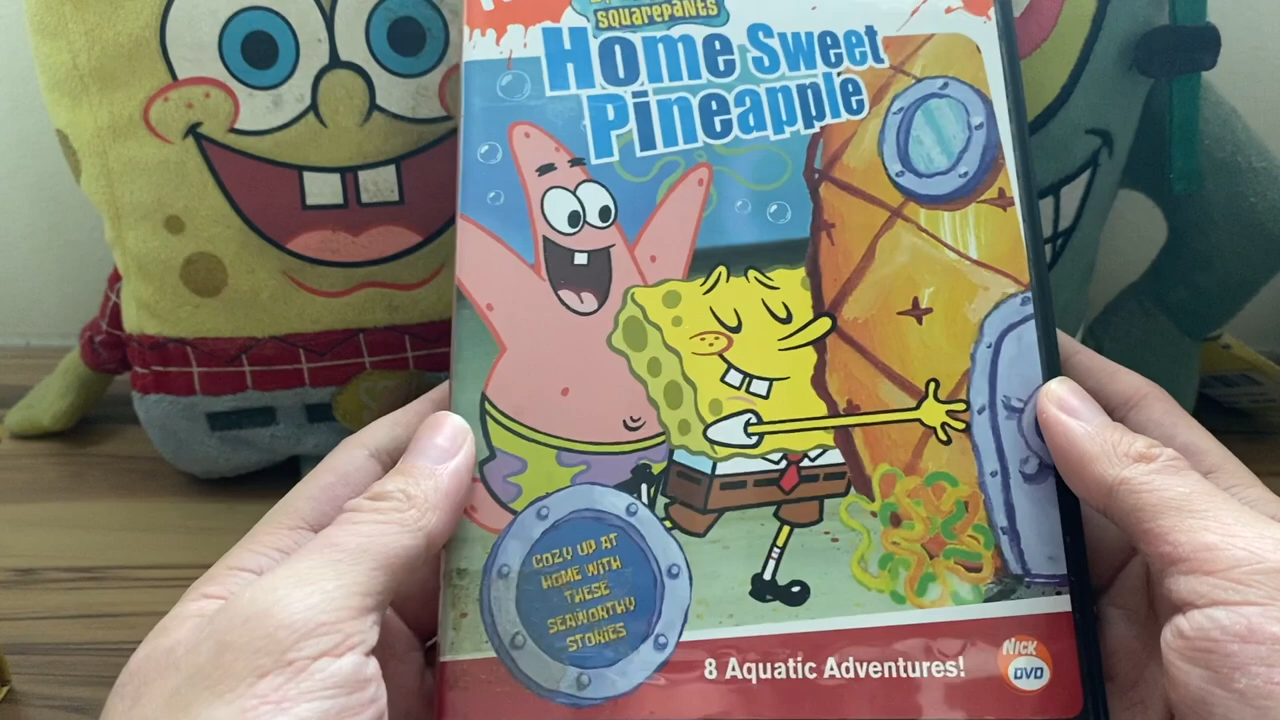 SQUAREPANTS
Home Sweet
Pineapple
COZY UP AT
HOME WITH
THESE
SEAWORTHY
STORIES
8 Aquatic Adventures!
NICK
DVD